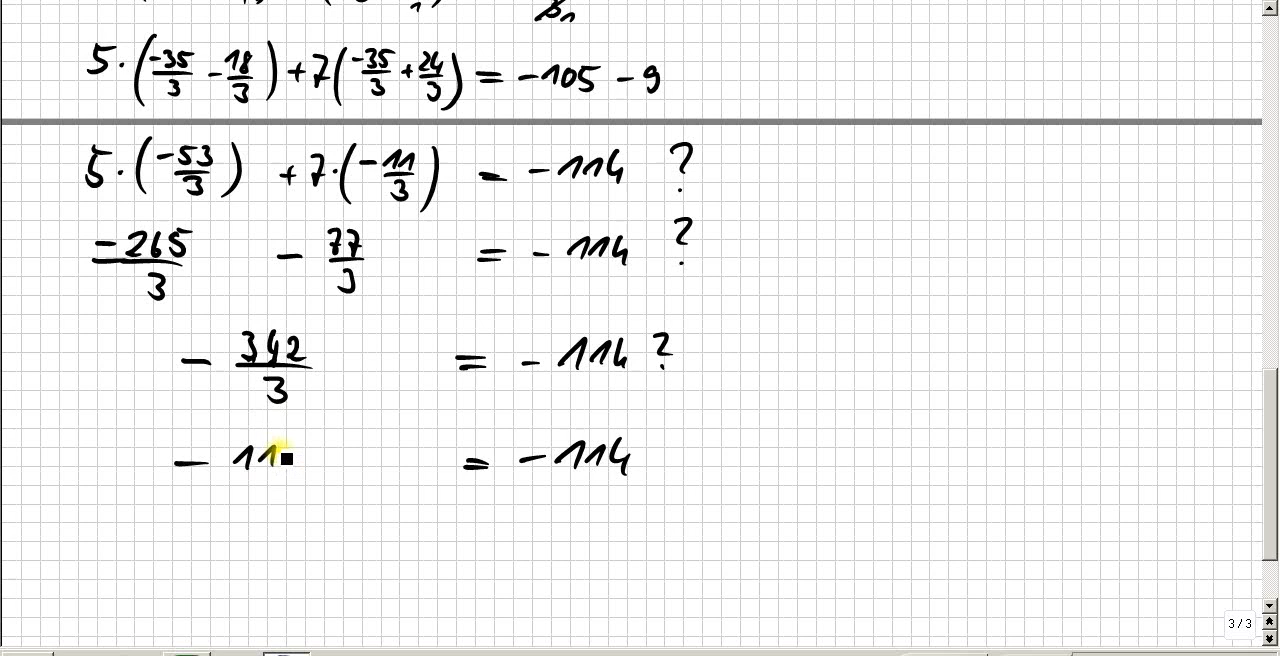 5·(-35/3 - 18/3) + 7(-35/3 + 24/3) = -105 - 9
5·(-53/3) + 7·(-11/3) = -114 ?
-265/3 - 77/3 = -114 ?
- 342/3 = -114 ?
- 11 = -114
3 / 3